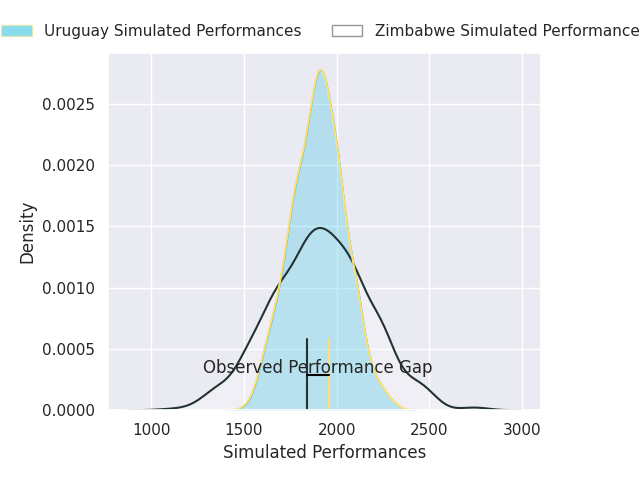 Uruguay Simulated Performances
Zimbabwe Simulated Performance
0.0025
0.0020
0.0015
0.0010
0.0005
0.0000
Density
Observed Performance Gap
1000 1500 2000 2500 3000
Simulated Performances